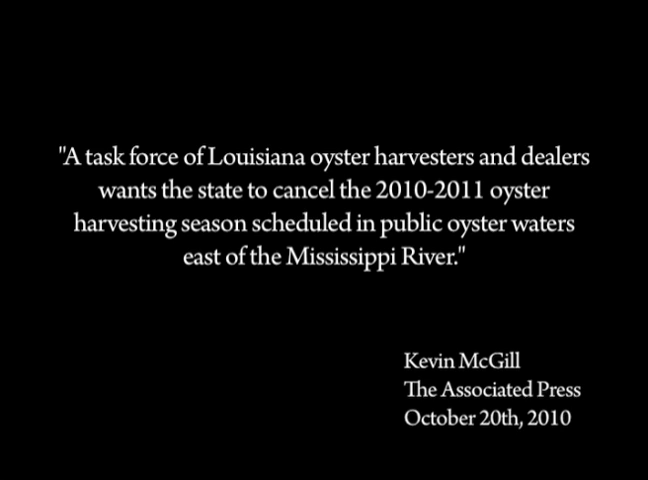 "A task force of Louisiana oyster harvesters and dealers
wants the state to cancel the 2010-2011 oyster
harvesting season scheduled in public oyster waters
east of the Mississippi River."
Kevin McGill
The Associated Press
October 20th, 2010